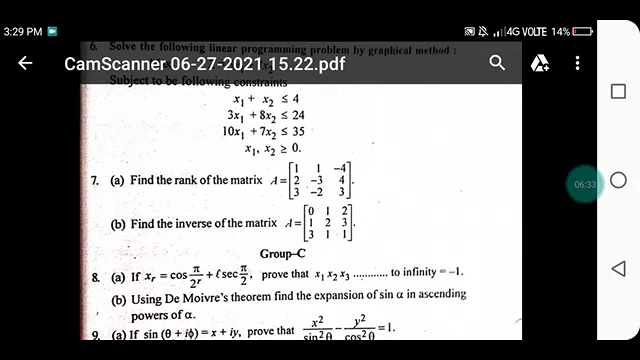 3:29 PM 4G VOLTE 14%
6. Solve the following linear programming problem by graphical method :
CamScanner 06-27-2021 15.22.pdf
Subject to be following constraints
x₁ + x₂ ≤ 4
3x₁ + 8x₂ ≤ 24
10x₁ + 7x₂ ≤ 35
x₁, x₂ ≥ 0.
7. (a) Find the rank of the matrix A = [1 1 -4; 2 -3 4; 3 -2 3].
(b) Find the inverse of the matrix A = [0 1 2; 1 2 3; 3 1 1].
06:33
Group-C
8. (a) If xᵣ = cos π/2ʳ + ℓ sec π/2, prove that x₁ x₂ x₃ ............ to infinity = -1.
(b) Using De Moivre's theorem find the expansion of sin α in ascending
powers of α.
9. (a) If sin (θ + iϕ) = x + iy, prove that x²/sin²θ - y²/cos²θ = 1.